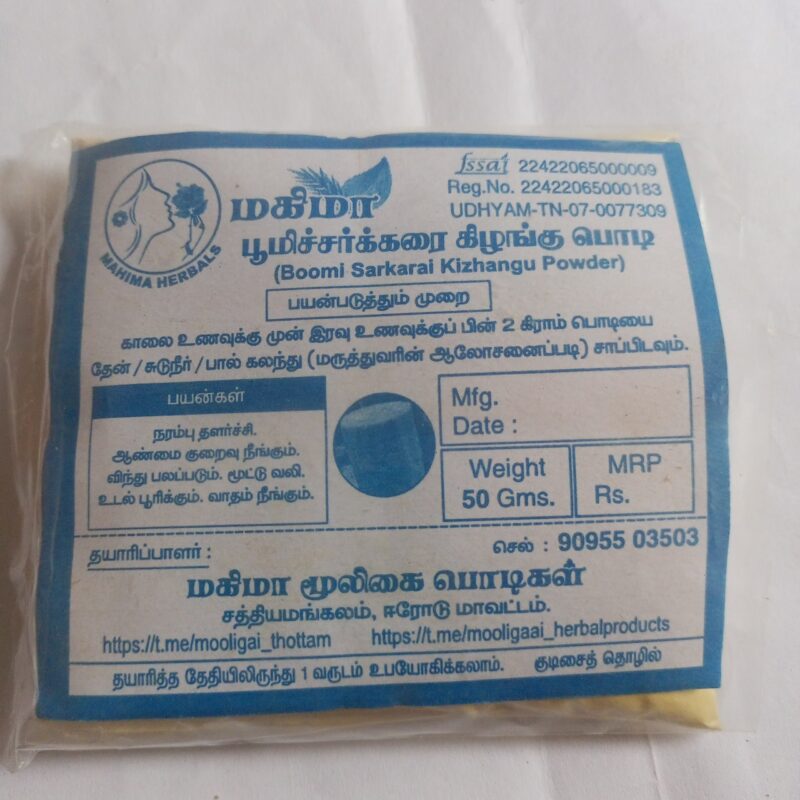 fssai 22422065000009
Reg.No. 22422065000183
UDHYAM-TN-07-0077309
MAHIMA HERBALS
மகிமா
பூமிச்சர்க்கரை கிழங்கு பொடி
(Boomi Sarkarai Kizhangu Powder)
பயன்படுத்தும் முறை
காலை உணவுக்கு முன் இரவு உணவுக்குப் பின் 2 கிராம் பொடியை
தேன் / சுடுநீர் / பால் கலந்து (மருத்துவரின் ஆலோசனைப்படி) சாப்பிடவும்.
பயன்கள்
நரம்பு தளர்ச்சி.
ஆண்மை குறைவு நீங்கும்.
விந்து பலப்படும். மூட்டு வலி.
உடல் பூரிக்கும். வாதம் நீங்கும்.
Mfg.
Date :
Weight
50 Gms.
MRP
Rs.
தயாரிப்பாளர் :
செல் : 90955 03503
மகிமா மூலிகை பொடிகள்
சத்தியமங்கலம், ஈரோடு மாவட்டம்.
https://t.me/mooligai_thottam https://t.me/mooligaai_herbalproducts
தயாரித்த தேதியிலிருந்து 1 வருடம் உபயோகிக்கலாம். குடிசைத் தொழில்